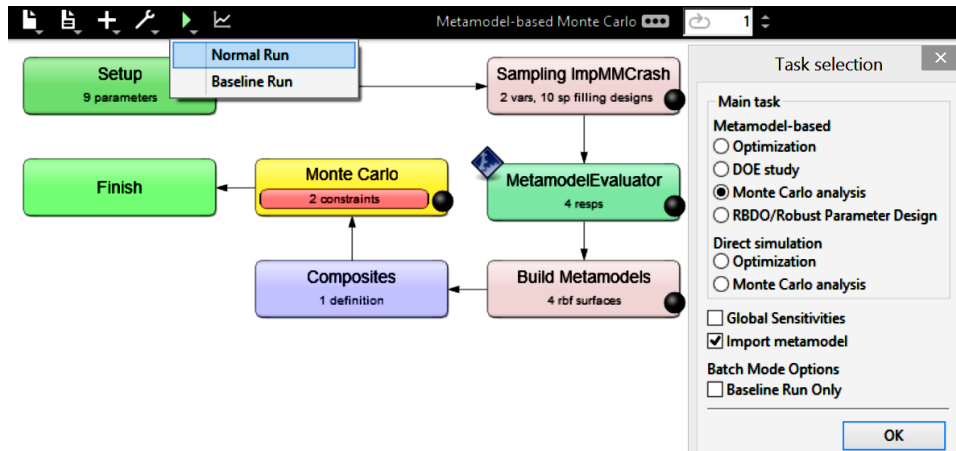 Metamodel-based Monte Carlo
1
Normal Run
Baseline Run
Setup
9 parameters
Sampling ImpMMCrash
2 vars, 10 sp filling designs
Finish
Monte Carlo
2 constraints
MetamodelEvaluator
4 resps
Composites
1 definition
Build Metamodels
4 rbf surfaces
Task selection
Main task
Metamodel-based
Optimization
DOE study
Monte Carlo analysis
RBDO/Robust Parameter Design
Direct simulation
Optimization
Monte Carlo analysis
Global Sensitivities
Import metamodel
Batch Mode Options
Baseline Run Only
OK